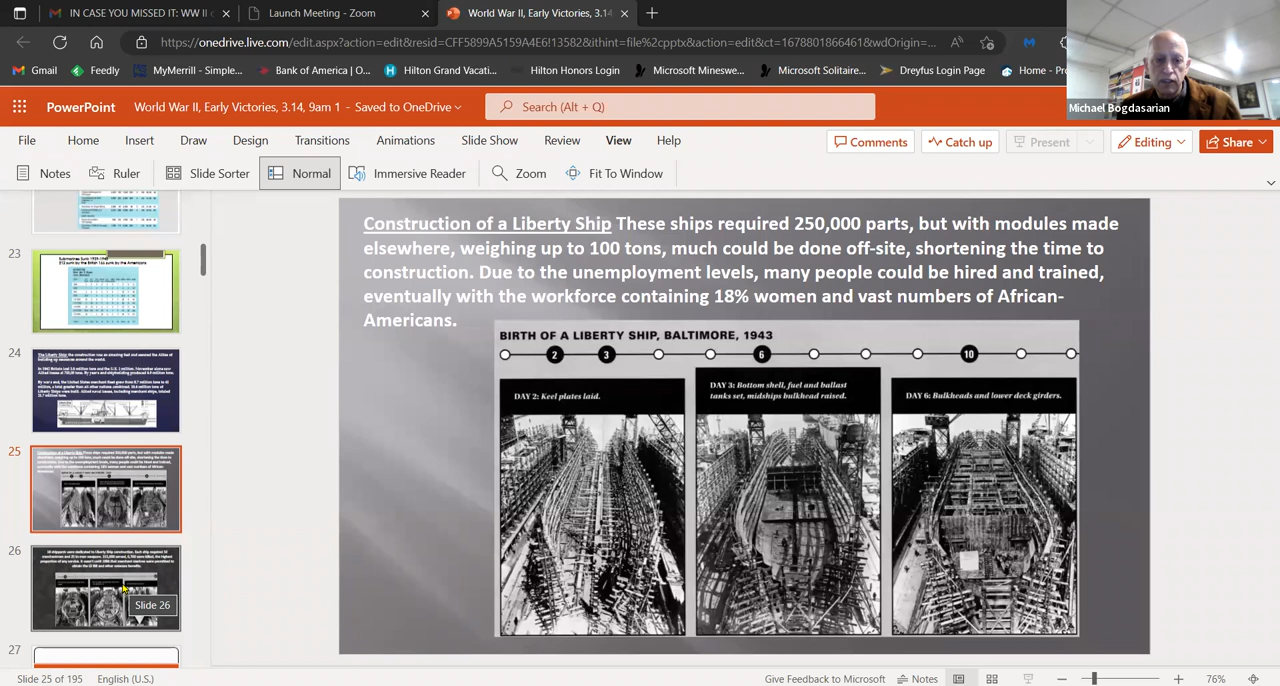 IN CASE YOU MISSED IT: WW II
Launch Meeting - Zoom
World War II, Early Victories, 3.14
https://onedrive.live.com/edit.aspx?action=edit&resid=CFF5899A5159A4E6!13582&ithint=file%2cpptx&action=edit&ct=1678801866461&wdOrigin=...
Gmail
Feedly
MyMerrill - Simple...
Bank of America | O...
Hilton Grand Vacati...
Hilton Honors Login
Microsoft Mineswe...
Microsoft Solitaire...
Dreyfus Login Page
Home - Pr
Michael Bogdasarian
PowerPoint
World War II, Early Victories, 3.14, 9am 1 - Saved to OneDrive
Search (Alt + Q)
File
Home
Insert
Draw
Design
Transitions
Animations
Slide Show
Review
View
Help
Comments
Catch up
Present
Editing
Share
Notes
Ruler
Slide Sorter
Normal
Immersive Reader
Zoom
Fit To Window
23
24
25
26
Slide 26
27
Construction of a Liberty Ship These ships required 250,000 parts, but with modules made
elsewhere, weighing up to 100 tons, much could be done off-site, shortening the time to
construction. Due to the unemployment levels, many people could be hired and trained,
eventually with the workforce containing 18% women and vast numbers of African-
Americans.
BIRTH OF A LIBERTY SHIP, BALTIMORE, 1943
2 3 6 10
DAY 2: Keel plates laid.
DAY 3: Bottom shell, fuel and ballast
tanks set, midships bulkhead raised.
DAY 6: Bulkheads and lower deck girders.
Slide 25 of 195
English (U.S.)
Give Feedback to Microsoft
Notes
76%